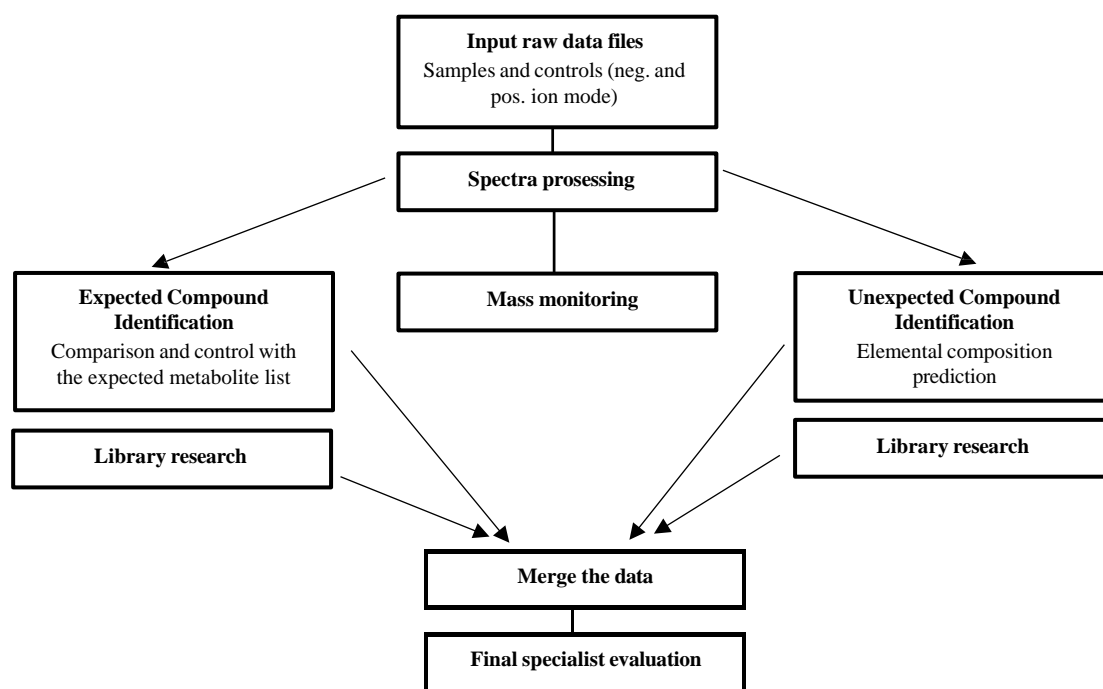 Input raw data files
Samples and controls (neg. and
pos. ion mode)
Spectra prosessing
Expected Compound
Identification
Comparison and control with
the expected metabolite list
Mass monitoring
Unexpected Compound
Identification
Elemental composition
prediction
Library research
Library research
Merge the data
Final specialist evaluation